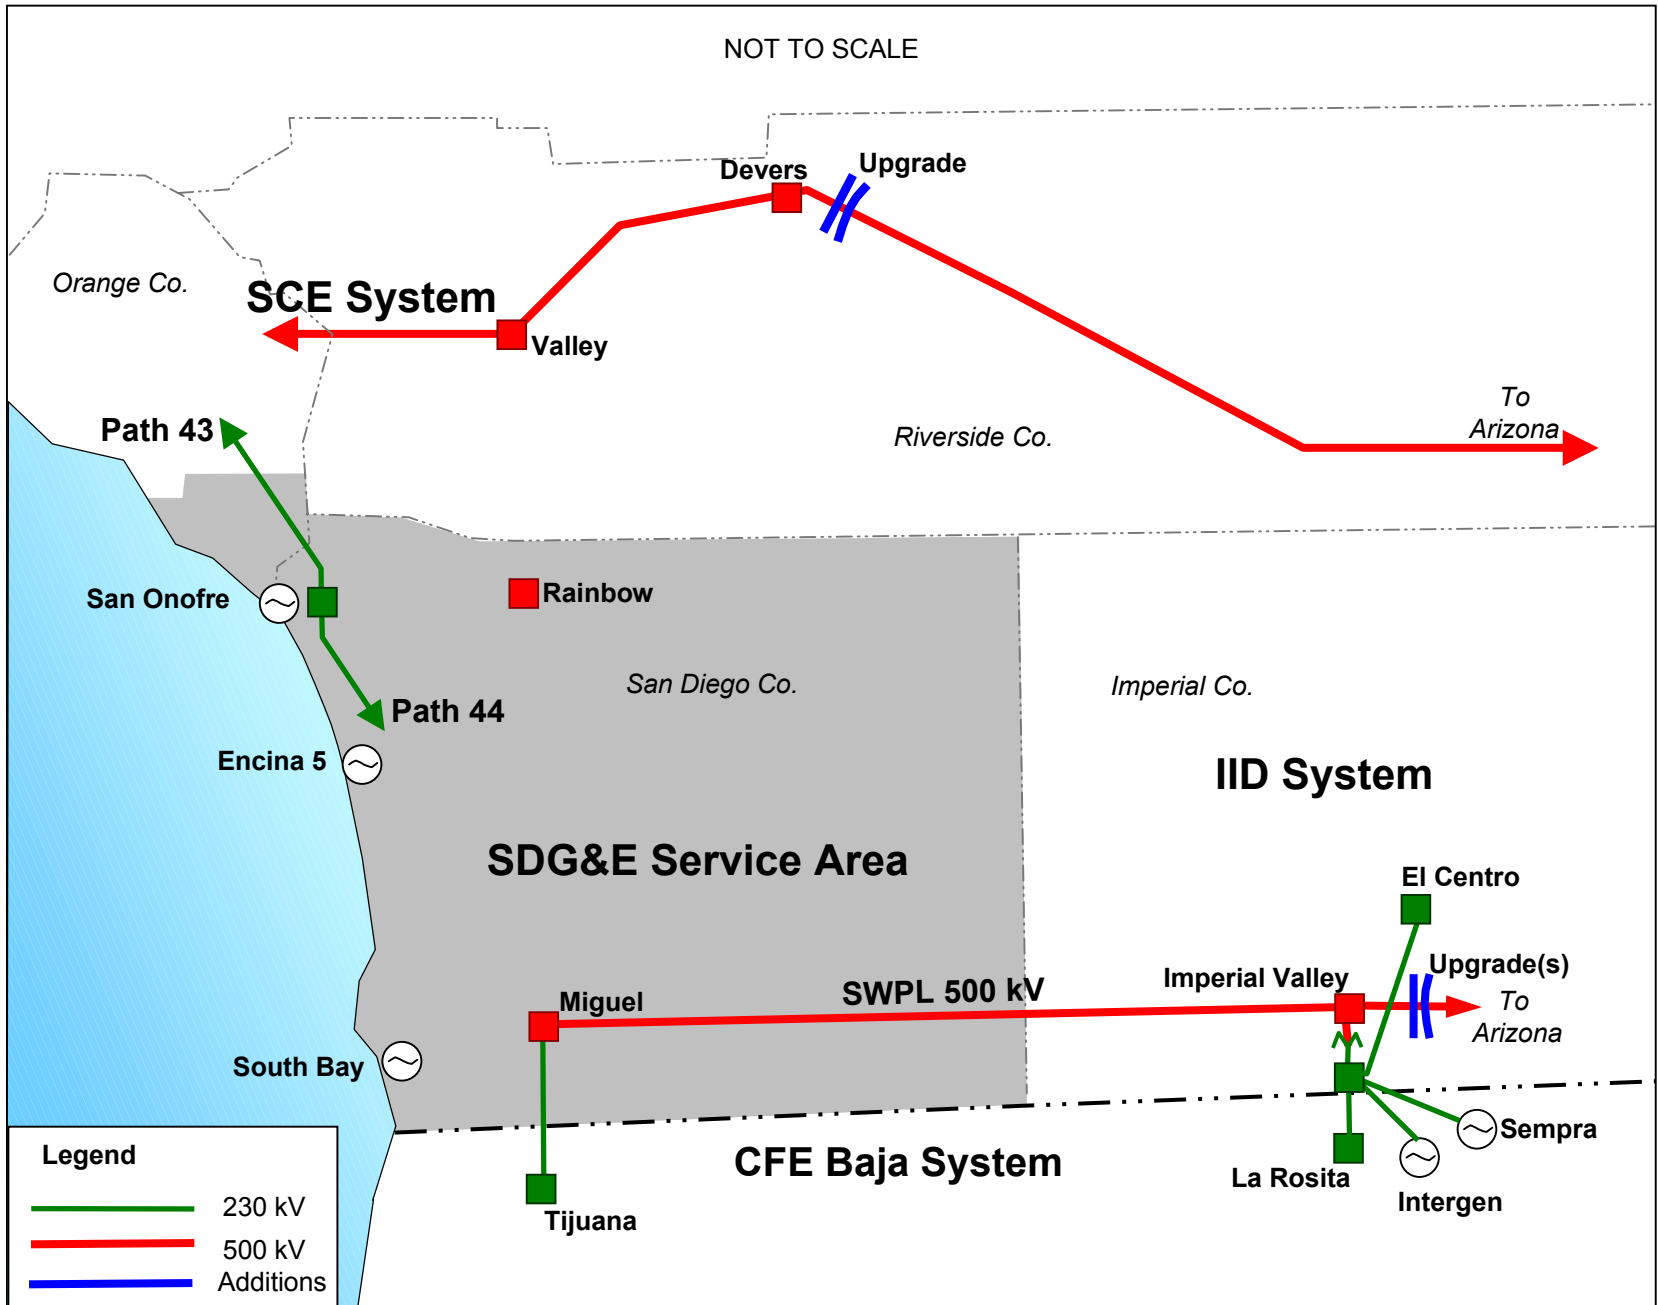 NOT TO SCALE
Upgrade
Devers
Orange Co.
SCE System
Valley
To
Arizona
Path 43
Riverside Co.
San Onofre
Rainbow
San Diego Co.
Imperial Co.
Path 44
Encina 5
IID System
SDG&E Service Area
El Centro
Upgrade(s)
Imperial Valley
SWPL 500 kV
Miguel
To
Arizona
South Bay
Sempra
CFE Baja System
La Rosita
Intergen
Tijuana
Legend
230 kV
500 kV
Additions